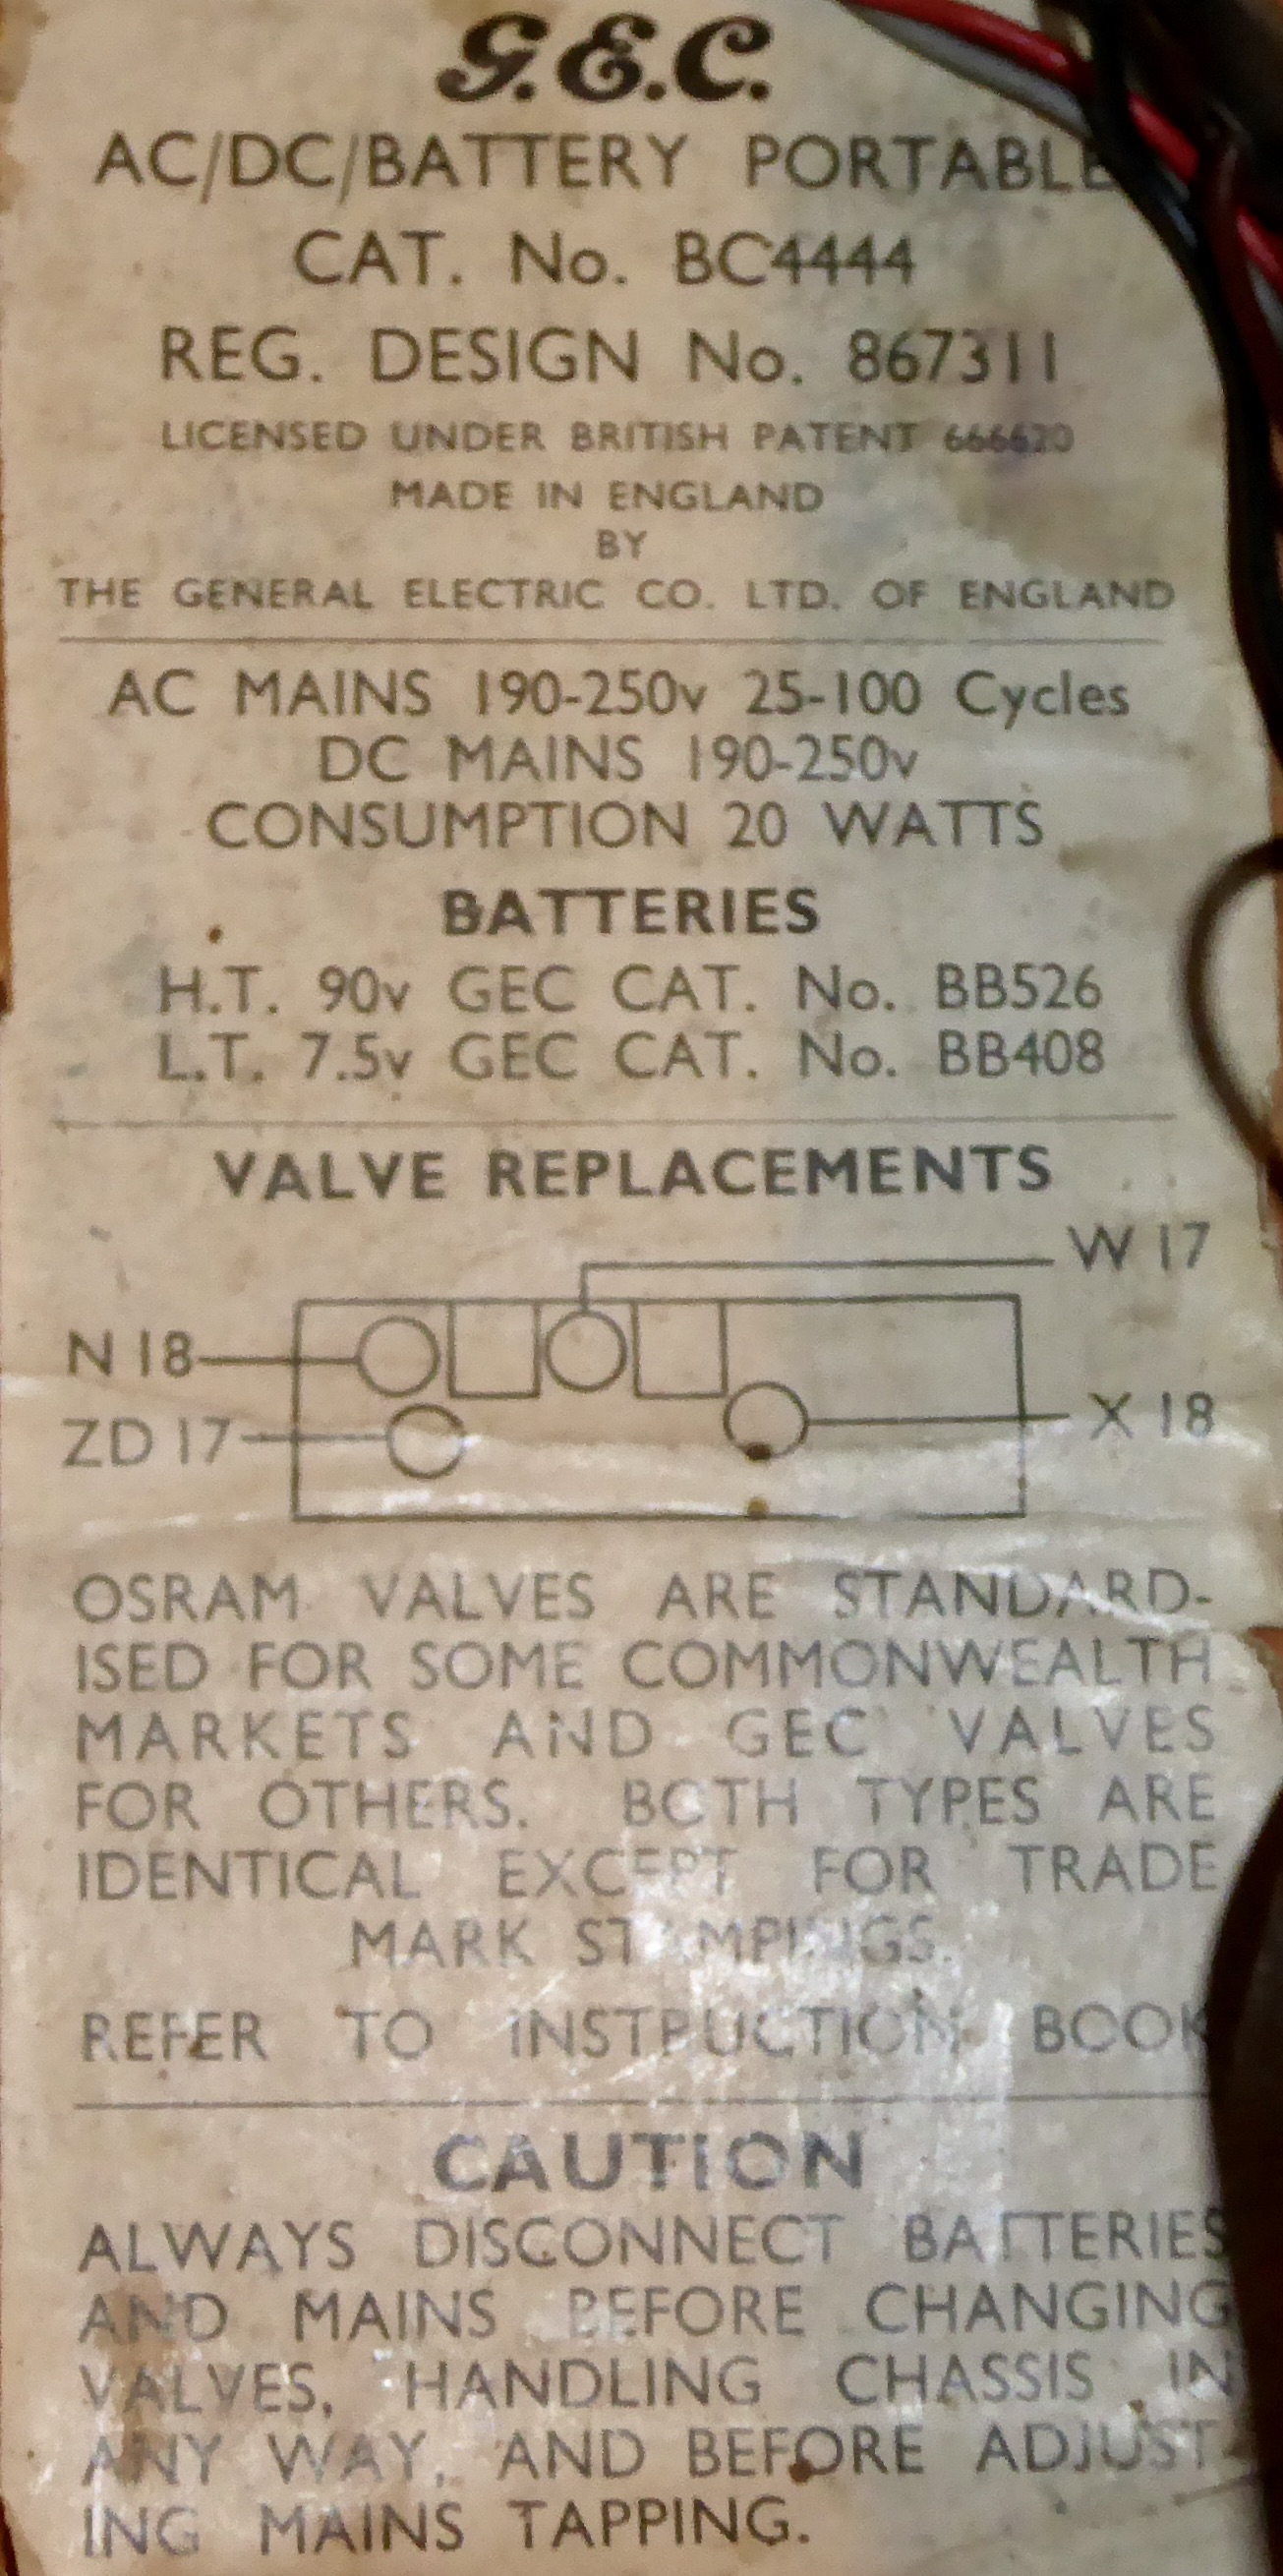 G.E.C.
AC/DC/BATTERY PORTABLE
CAT. No. BC4444
REG. DESIGN No. 867311
LICENSED UNDER BRITISH PATENT 666620
MADE IN ENGLAND
BY
THE GENERAL ELECTRIC CO. LTD. OF ENGLAND
AC MAINS 190-250v 25-100 Cycles
DC MAINS 190-250v
CONSUMPTION 20 WATTS
BATTERIES
H.T. 90v GEC CAT. No. BB526
L.T. 7.5v GEC CAT. No. BB408
VALVE REPLACEMENTS
W 17
N 18
X 18
ZD 17
OSRAM VALVES ARE STANDARD-
ISED FOR SOME COMMONWEALTH
MARKETS AND GEC VALVES
FOR OTHERS. BOTH TYPES ARE
IDENTICAL EXCEPT FOR TRADE
MARK STAMPINGS.
REFER TO INSTRUCTION BOOK
CAUTION
ALWAYS DISCONNECT BATTERIES
AND MAINS BEFORE CHANGING
VALVES, HANDLING CHASSIS IN
ANY WAY, AND BEFORE ADJUST
ING MAINS TAPPING.